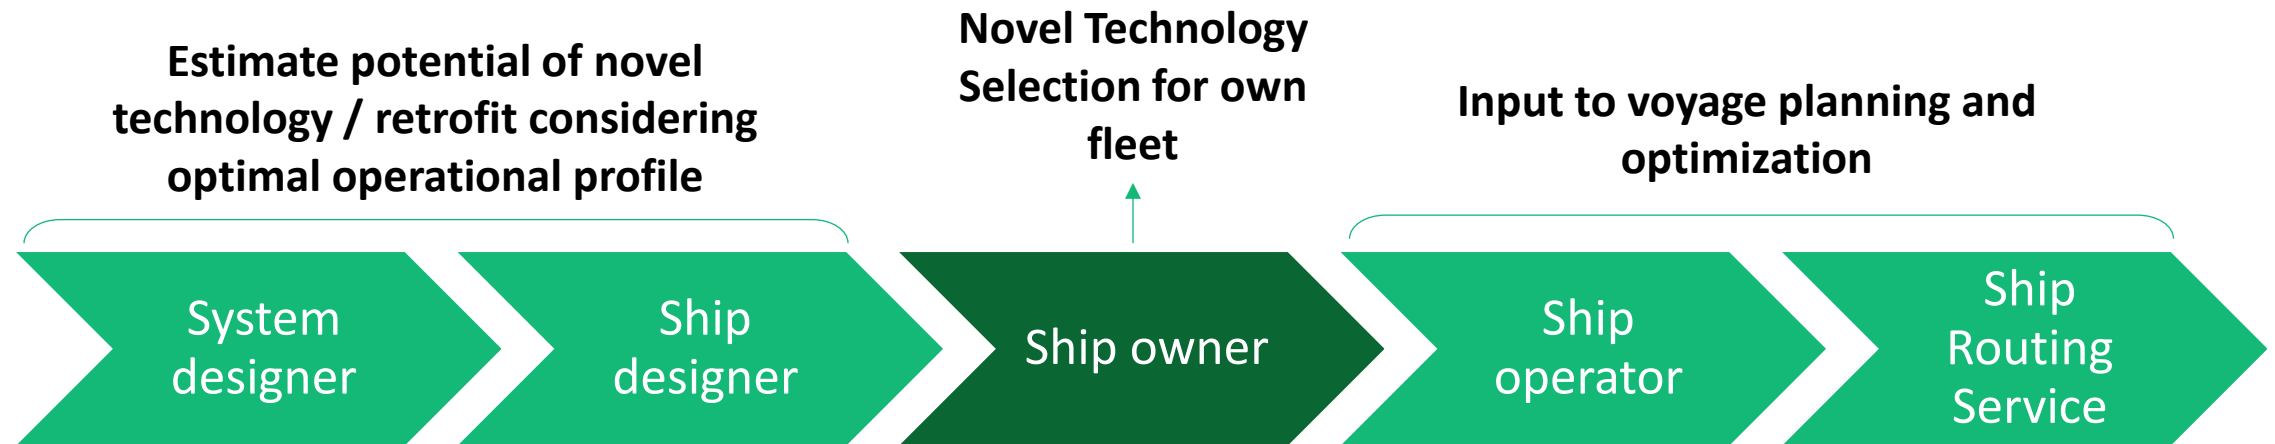 Estimate potential of novel
technology / retrofit considering
optimal operational profile
Novel Technology
Selection for own
fleet
Input to voyage planning and
optimization
System
designer
Ship
designer
Ship owner
Ship
operator
Ship
Routing
Service